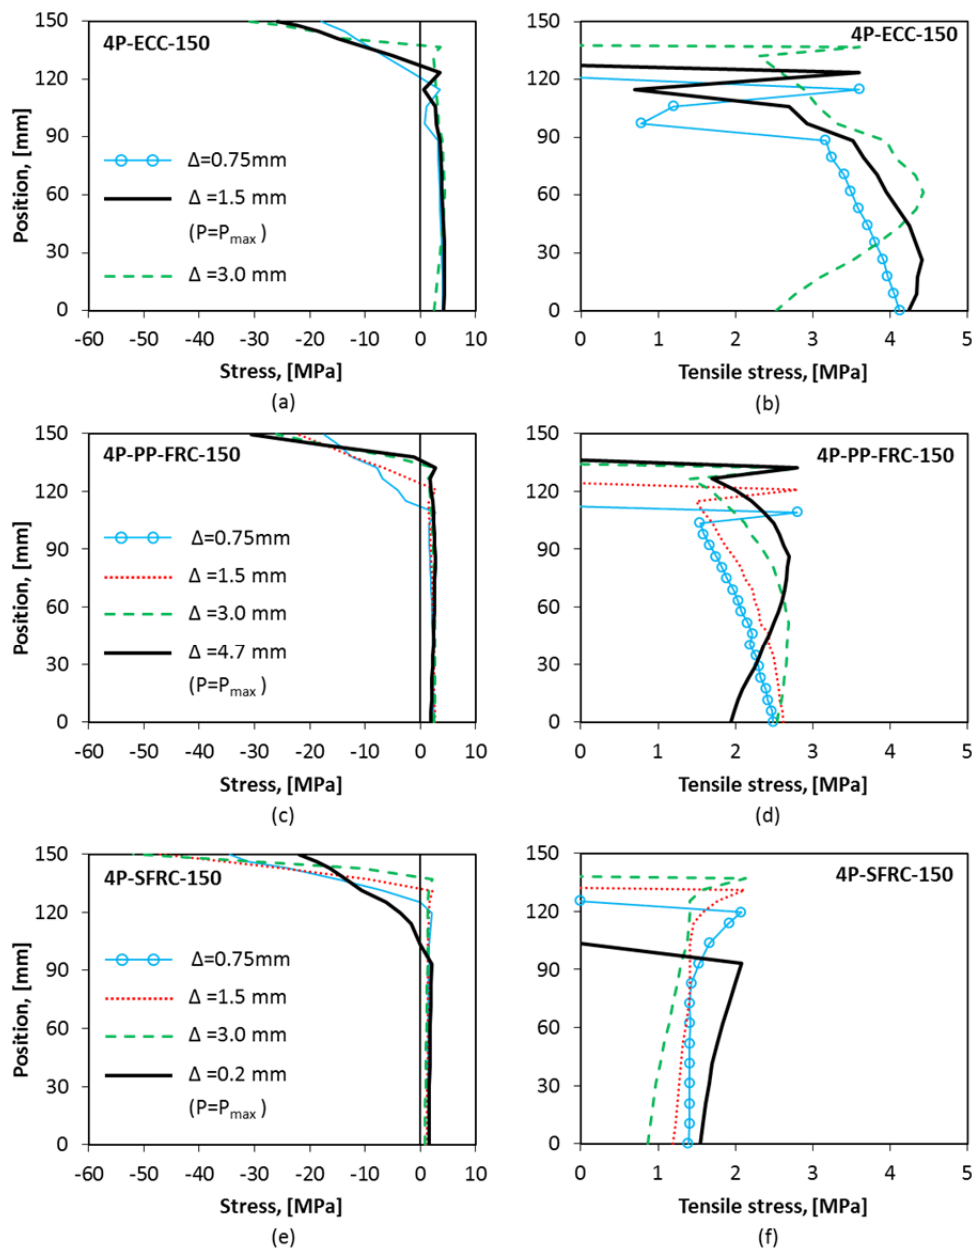 4P-ECC-150
150
120
90
60
30
0
Position, [mm]
Δ=0.75mm
Δ =1.5 mm
(P=Pmax )
Δ =3.0 mm
-60 -50 -40 -30 -20 -10 0 10
Stress, [MPa]
(a)
4P-ECC-150
150
120
90
60
30
0
0 1 2 3 4 5
Tensile stress, [MPa]
(b)
4P-PP-FRC-150
150
120
90
60
30
0
Position, [mm]
Δ=0.75mm
Δ =1.5 mm
Δ =3.0 mm
Δ =4.7 mm
(P=Pmax )
-60 -50 -40 -30 -20 -10 0 10
Stress, [MPa]
(c)
4P-PP-FRC-150
150
120
90
60
30
0
0 1 2 3 4 5
Tensile stress, [MPa]
(d)
4P-SFRC-150
150
120
90
60
30
0
Position, [mm]
Δ=0.75mm
Δ =1.5 mm
Δ =3.0 mm
Δ =0.2 mm
(P=Pmax )
-60 -50 -40 -30 -20 -10 0 10
Stress, [MPa]
(e)
4P-SFRC-150
150
120
90
60
30
0
0 1 2 3 4 5
Tensile stress, [MPa]
(f)